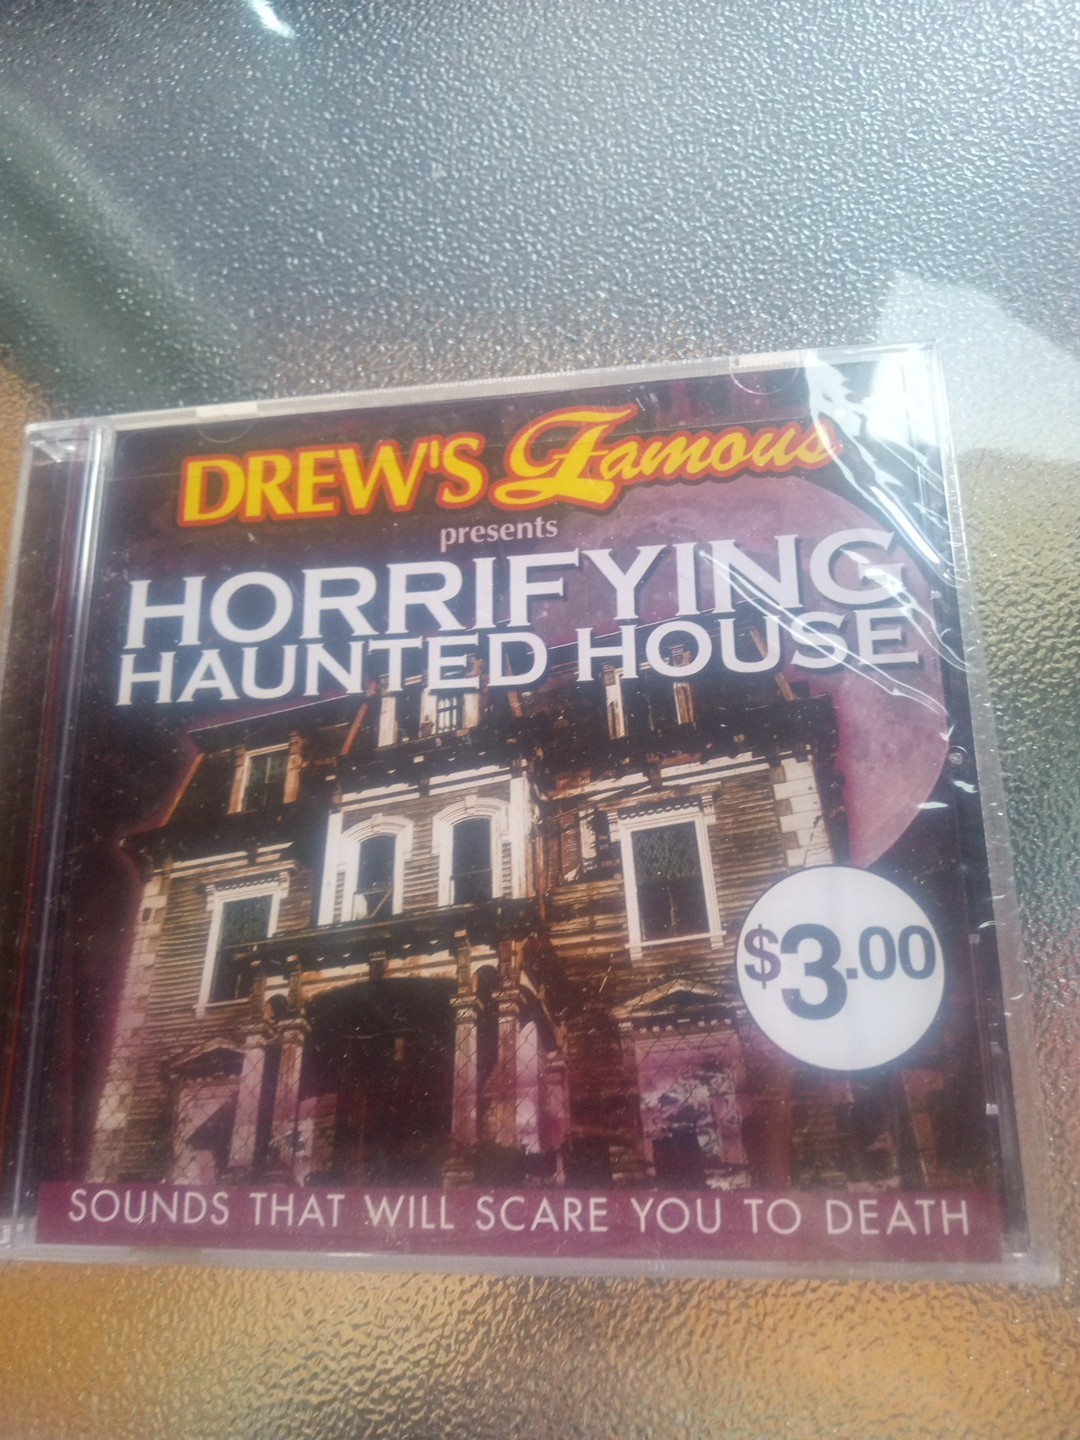 DREW'S Famous
presents
HORRIFYING
HAUNTED HOUSE
$3.00
SOUNDS THAT WILL SCARE YOU TO DEATH